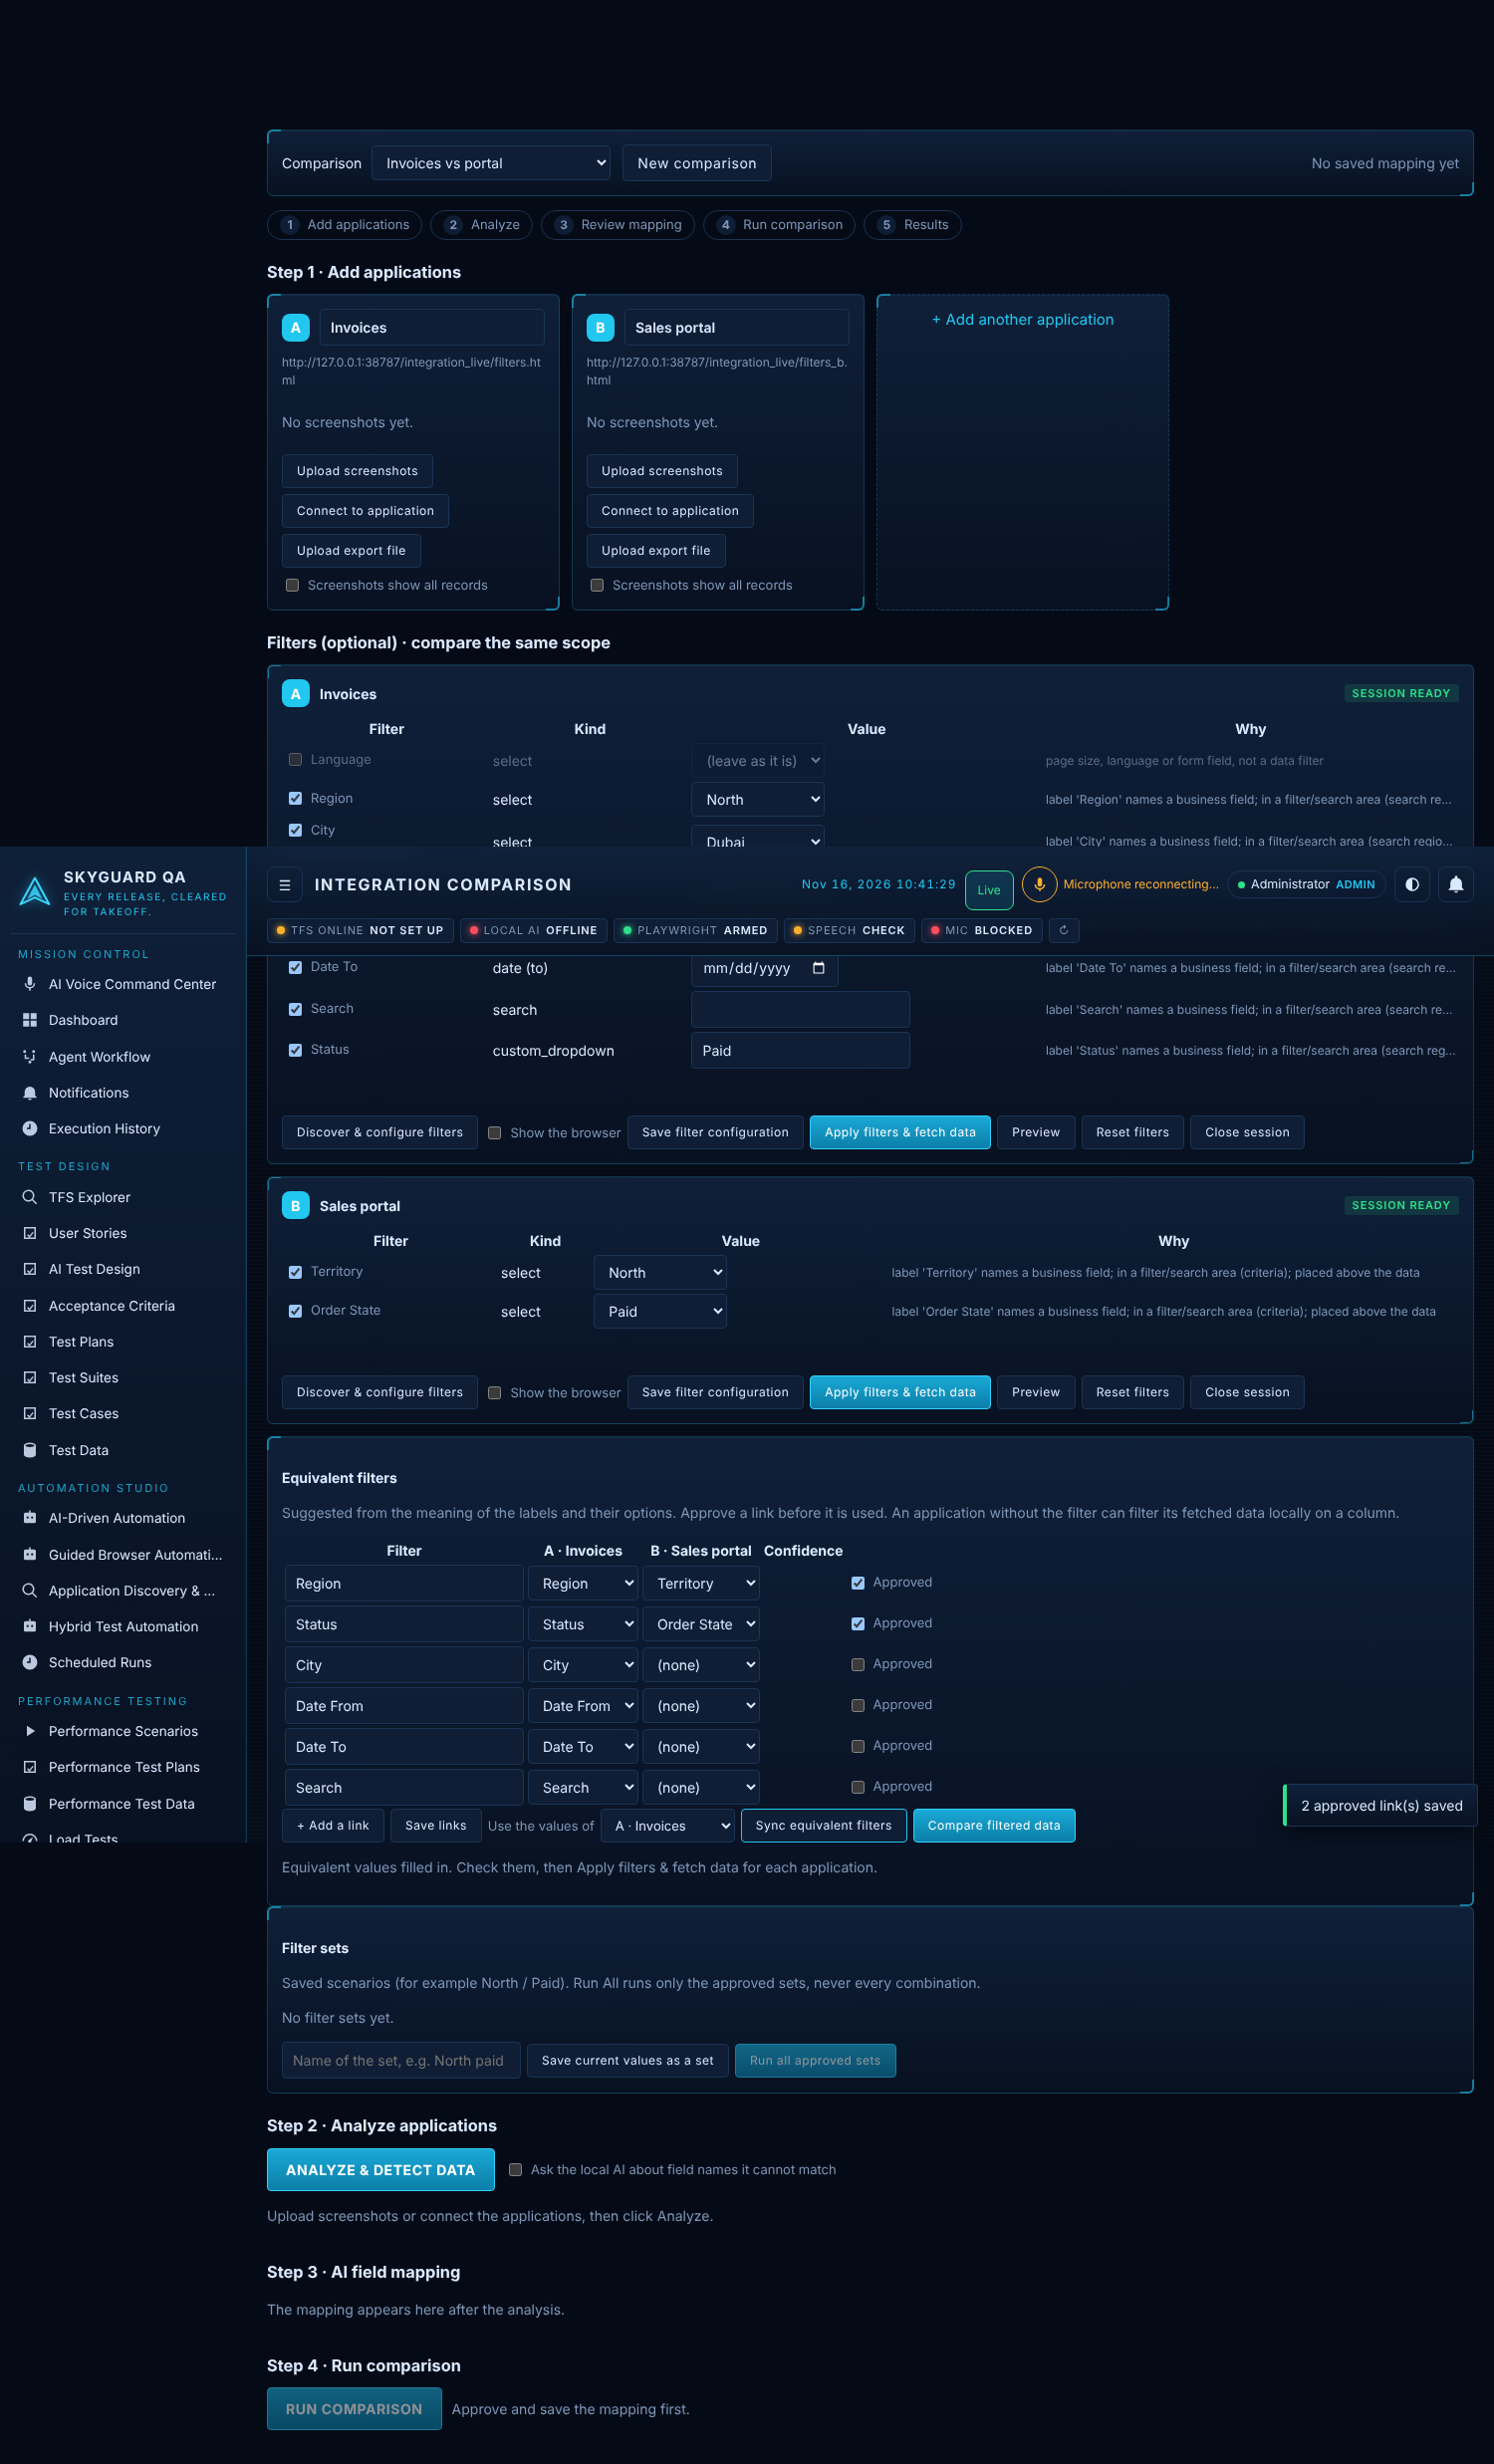 Comparison Invoices vs portal New comparison No saved mapping yet
1 Add applications 2 Analyze 3 Review mapping 4 Run comparison 5 Results
Step 1 · Add applications
A Invoices
http://127.0.0.1:38787/integration_live/filters.ht
ml
No screenshots yet.
Upload screenshots
Connect to application
Upload export file
Screenshots show all records
B Sales portal
http://127.0.0.1:38787/integration_live/filters_b.
html
No screenshots yet.
Upload screenshots
Connect to application
Upload export file
Screenshots show all records
+ Add another application
Filters (optional) · compare the same scope
A Invoices SESSION READY
Filter Kind Value Why
Language select (leave as it is) page size, language or form field, not a data filter
Region select North label 'Region' names a business field; in a filter/search area (search re...
City select Dubai label 'City' names a business field; in a filter/search area (search regio...
SKYGUARD QA
EVERY RELEASE, CLEARED
FOR TAKEOFF.
MISSION CONTROL
AI Voice Command Center
Dashboard
Agent Workflow
Notifications
Execution History
TEST DESIGN
TFS Explorer
User Stories
AI Test Design
Acceptance Criteria
Test Plans
Test Suites
Test Cases
Test Data
AUTOMATION STUDIO
AI-Driven Automation
Guided Browser Automati...
Application Discovery & ...
Hybrid Test Automation
Scheduled Runs
PERFORMANCE TESTING
Performance Scenarios
Performance Test Plans
Performance Test Data
Load Tests
INTEGRATION COMPARISON Nov 16, 2026 10:41:29 Live Microphone reconnecting... Administrator ADMIN
TFS ONLINE NOT SET UP LOCAL AI OFFLINE PLAYWRIGHT ARMED SPEECH CHECK MIC BLOCKED
Date To date (to) mm/dd/yyyy label 'Date To' names a business field; in a filter/search area (search re...
Search search label 'Search' names a business field; in a filter/search area (search re...
Status custom_dropdown Paid label 'Status' names a business field; in a filter/search area (search reg...
Discover & configure filters Show the browser Save filter configuration Apply filters & fetch data Preview Reset filters Close session
B Sales portal SESSION READY
Filter Kind Value Why
Territory select North label 'Territory' names a business field; in a filter/search area (criteria); placed above the data
Order State select Paid label 'Order State' names a business field; in a filter/search area (criteria); placed above the data
Discover & configure filters Show the browser Save filter configuration Apply filters & fetch data Preview Reset filters Close session
Equivalent filters
Suggested from the meaning of the labels and their options. Approve a link before it is used. An application without the filter can filter its fetched data locally on a column.
Filter A · Invoices B · Sales portal Confidence
Region Region Territory Approved
Status Status Order State Approved
City City (none) Approved
Date From Date From (none) Approved
Date To Date To (none) Approved
Search Search (none) Approved
2 approved link(s) saved
+ Add a link Save links Use the values of A · Invoices Sync equivalent filters Compare filtered data
Equivalent values filled in. Check them, then Apply filters & fetch data for each application.
Filter sets
Saved scenarios (for example North / Paid). Run All runs only the approved sets, never every combination.
No filter sets yet.
Name of the set, e.g. North paid Save current values as a set Run all approved sets
Step 2 · Analyze applications
ANALYZE & DETECT DATA Ask the local AI about field names it cannot match
Upload screenshots or connect the applications, then click Analyze.
Step 3 · AI field mapping
The mapping appears here after the analysis.
Step 4 · Run comparison
RUN COMPARISON Approve and save the mapping first.